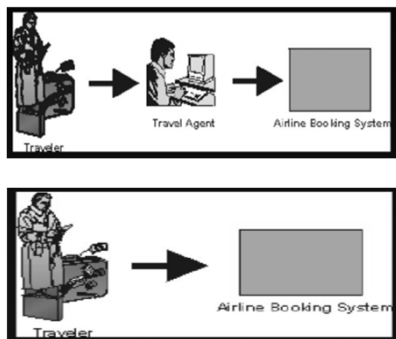 Travel Agent
Airline Booking System
Traveler
Airline Booking System
Traveler